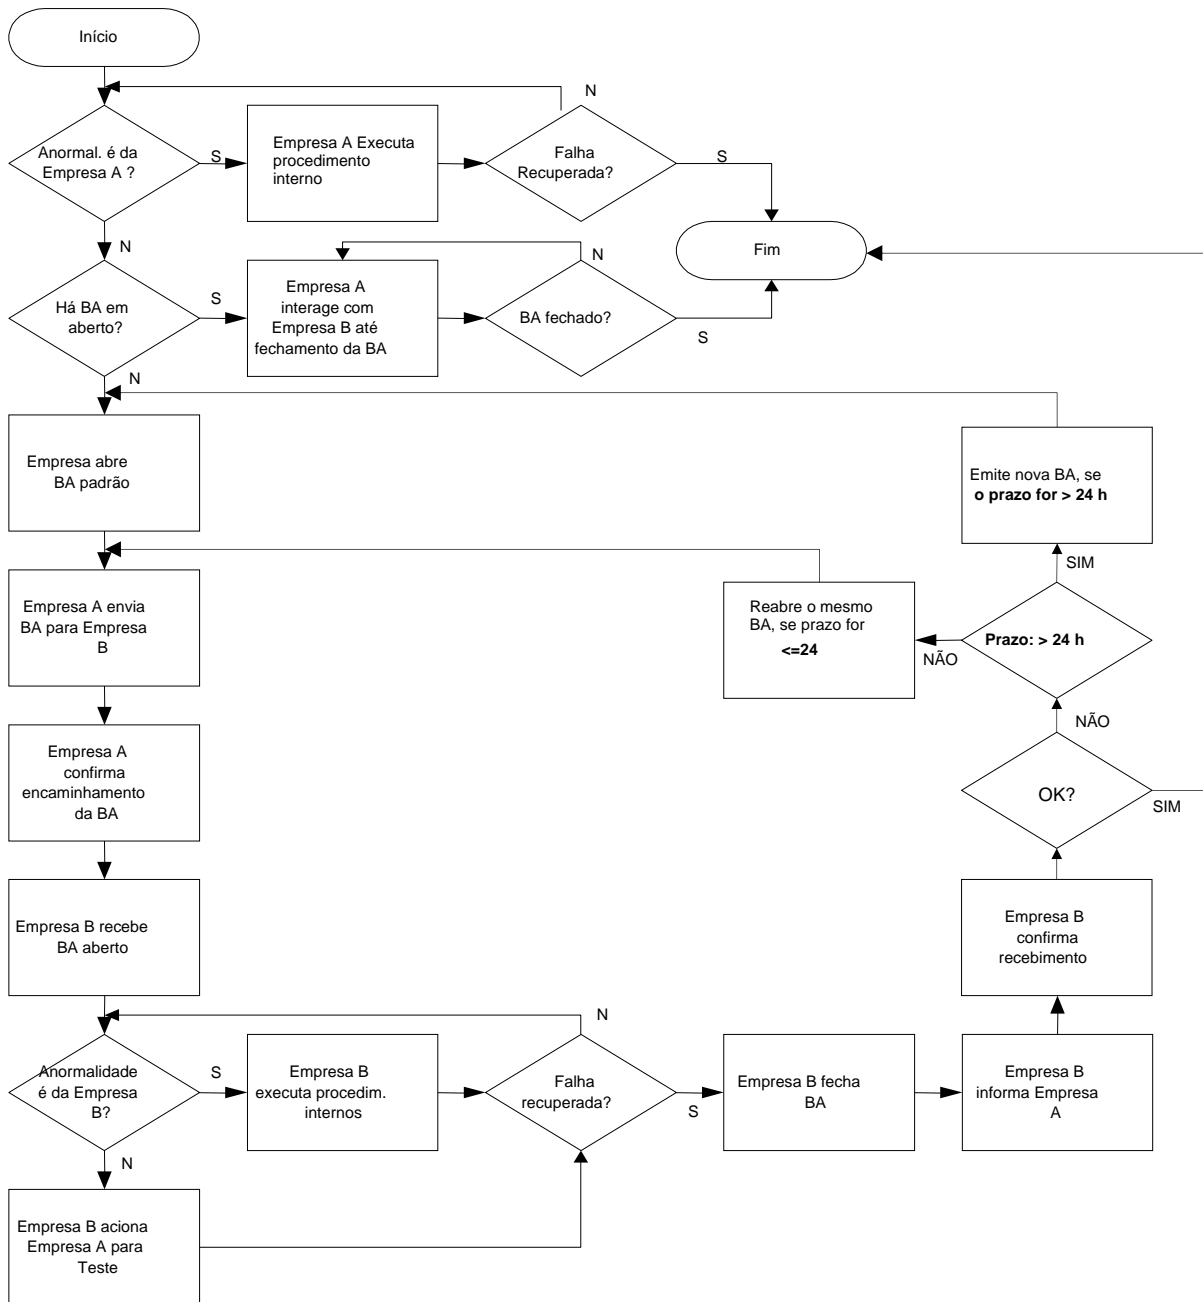 Início
N
Anormal. é da
Empresa A ?
S
Empresa A Executa
procedimento
interno
Falha
Recuperada?
S
Fim
N
N
Há BA em
aberto?
S
Empresa A
interage com
Empresa B até
fechamento da BA
BA fechado?
S
N
Empresa abre
BA padrão
Emite nova BA, se
o prazo for > 24 h
SIM
Empresa A envia
BA para Empresa
B
Reabre o mesmo
BA, se prazo for
<=24
NÃO
Prazo: > 24 h
NÃO
Empresa A
confirma
encaminhamento
da BA
OK?
SIM
Empresa B recebe
BA aberto
Empresa B
confirma
recebimento
N
Anormalidade
é da Empresa
B?
S
Empresa B
executa procedim.
internos
Falha
recuperada?
S
Empresa B fecha
BA
Empresa B
informa Empresa
A
N
Empresa B aciona
Empresa A para
Teste